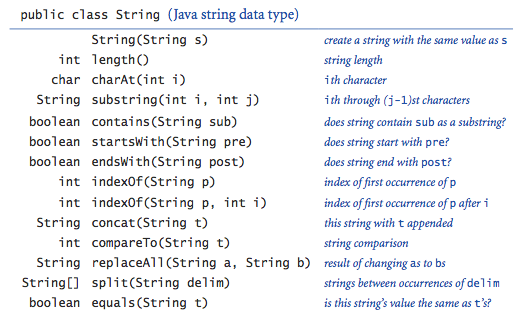 public class String (Java string data type)
String(String s) create a string with the same value as s
int length() string length
char charAt(int i) ith character
String substring(int i, int j) ith through (j-1)st characters
boolean contains(String sub) does string contain sub as a substring?
boolean startsWith(String pre) does string start with pre?
boolean endsWith(String post) does string end with post?
int indexOf(String p) index of first occurrence of p
int indexOf(String p, int i) index of first occurrence of p after i
String concat(String t) this string with t appended
int compareTo(String t) string comparison
String replaceAll(String a, String b) result of changing as to bs
String[] split(String delim) strings between occurrences of delim
boolean equals(String t) is this string's value the same as t's?